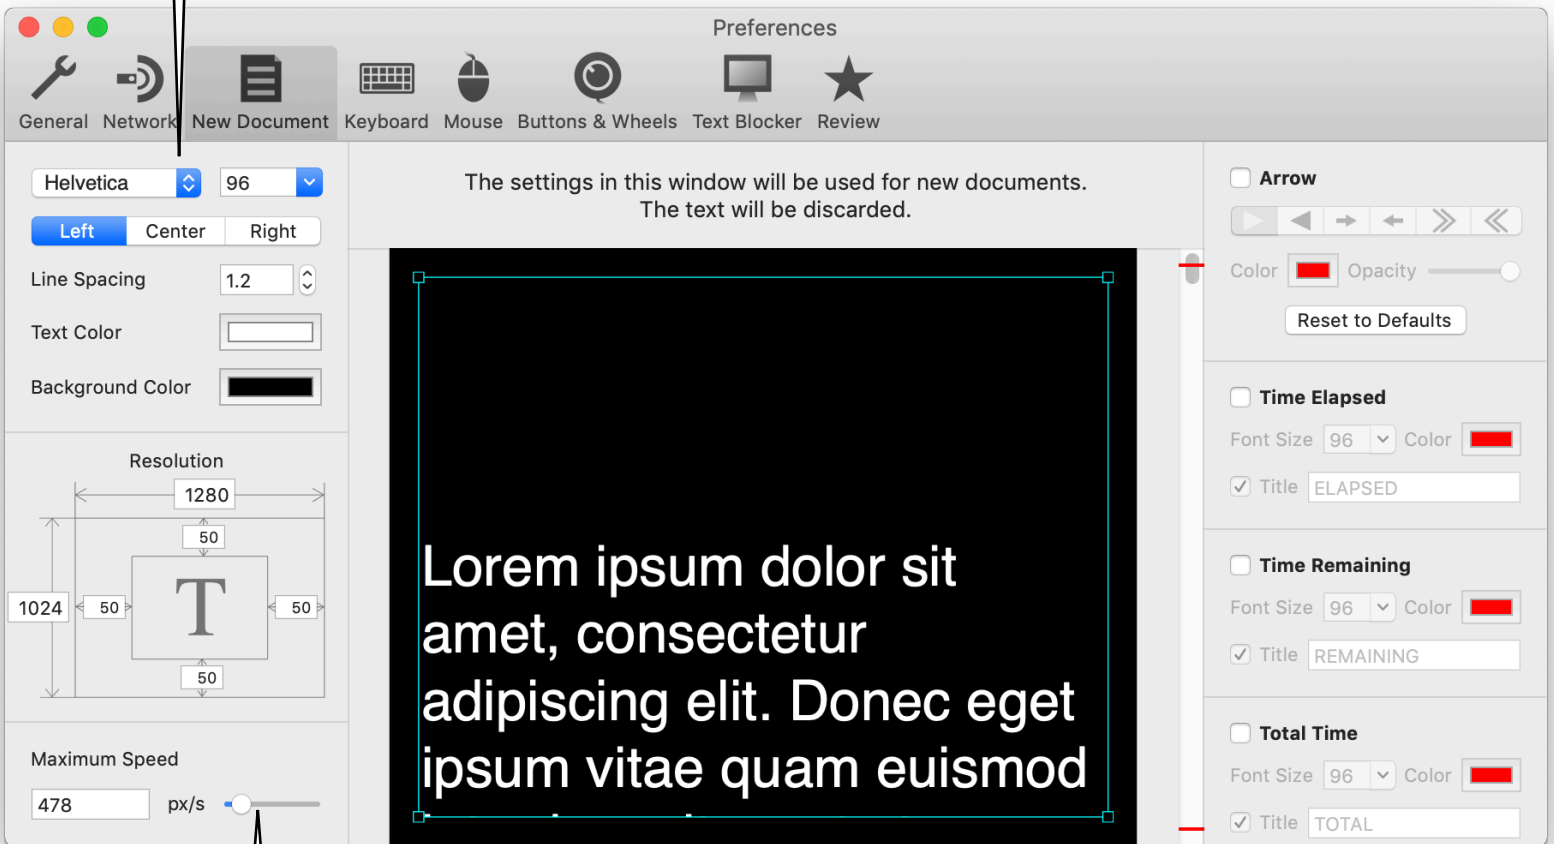 Preferences
General Network New Document Keyboard Mouse Buttons & Wheels Text Blocker Review
Helvetica 96
Left Center Right
Line Spacing 1.2
Text Color
Background Color
Resolution
1280
50
1024 50 T 50
50
Maximum Speed
478 px/s
The settings in this window will be used for new documents.
The text will be discarded.
Lorem ipsum dolor sit
amet, consectetur
adipiscing elit. Donec eget
ipsum vitae quam euismod
Arrow
Color Opacity
Reset to Defaults
Time Elapsed
Font Size 96 Color
Title ELAPSED
Time Remaining
Font Size 96 Color
Title REMAINING
Total Time
Font Size 96 Color
Title TOTAL